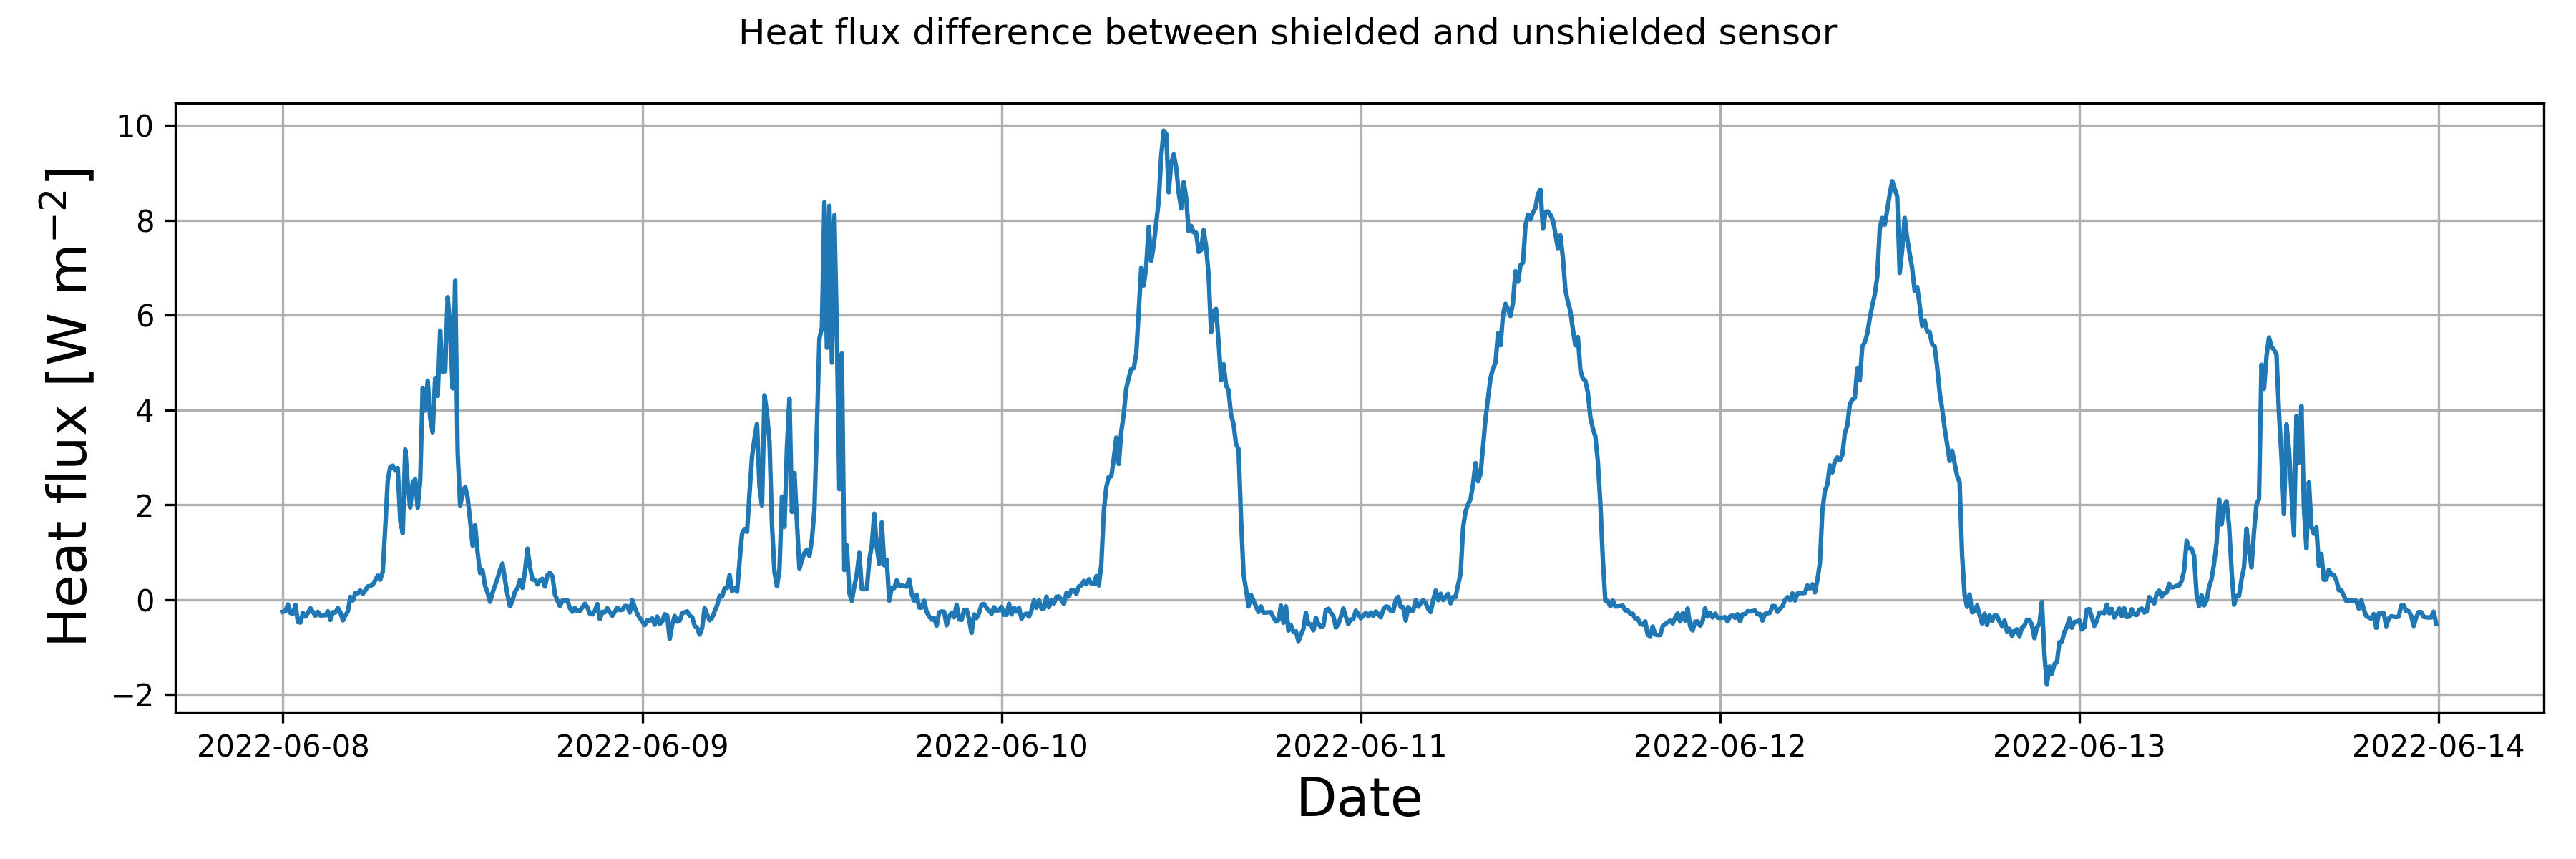 Heat flux difference between shielded and unshielded sensor
Heat flux [W m⁻²]
10
8
6
4
2
0
−2
2022-06-08 2022-06-09 2022-06-10 2022-06-11 2022-06-12 2022-06-13 2022-06-14
Date